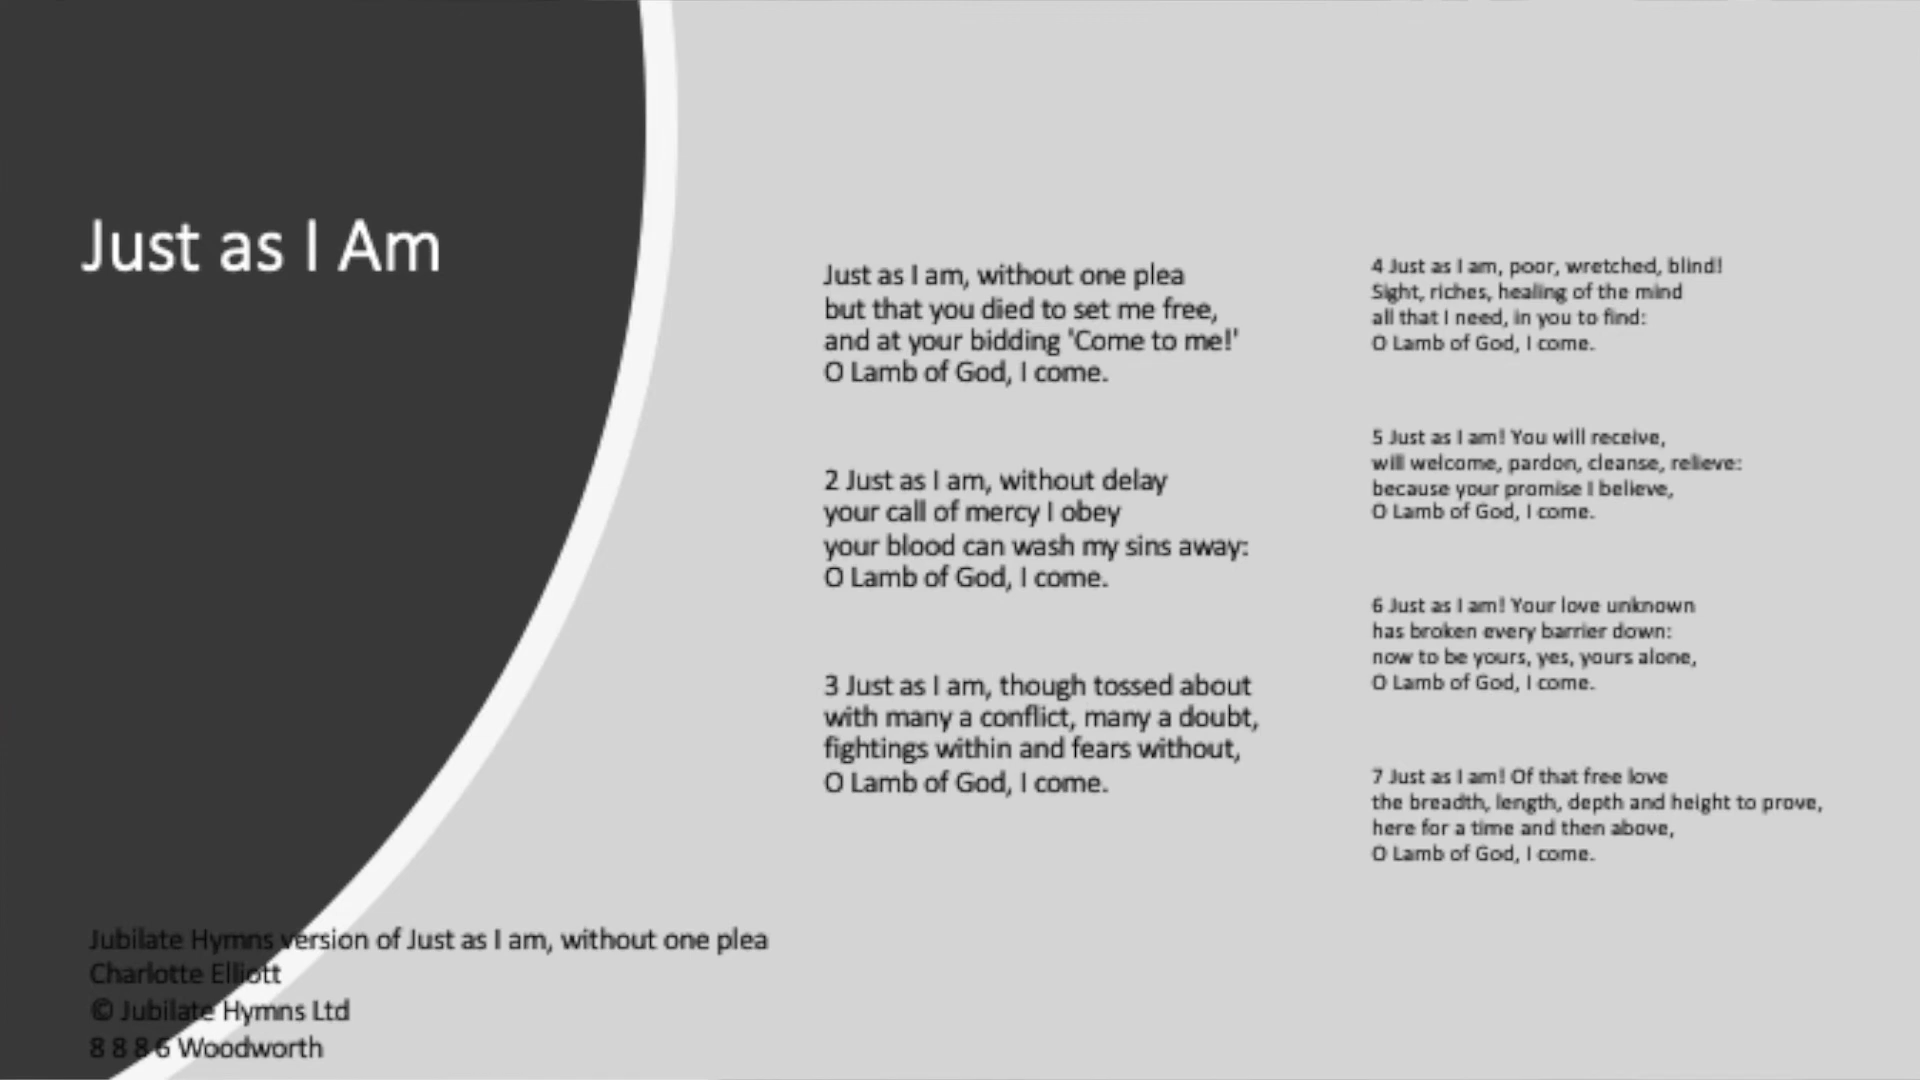 Just as I Am
Just as I am, without one plea
but that you died to set me free,
and at your bidding 'Come to me!'
O Lamb of God, I come.
2 Just as I am, without delay
your call of mercy I obey
your blood can wash my sins away:
O Lamb of God, I come.
3 Just as I am, though tossed about
with many a conflict, many a doubt,
fightings within and fears without,
O Lamb of God, I come.
4 Just as I am, poor, wretched, blind!
Sight, riches, healing of the mind
all that I need, in you to find:
O Lamb of God, I come.
5 Just as I am! You will receive,
will welcome, pardon, cleanse, relieve:
because your promise I believe,
O Lamb of God, I come.
6 Just as I am! Your love unknown
has broken every barrier down:
now to be yours, yes, yours alone,
O Lamb of God, I come.
7 Just as I am! Of that free love
the breadth, length, depth and height to prove,
here for a time and then above,
O Lamb of God, I come.
Jubilate Hymns version of Just as I am, without one plea
Charlotte Elliott
© Jubilate Hymns Ltd
8 8 8 6 Woodworth